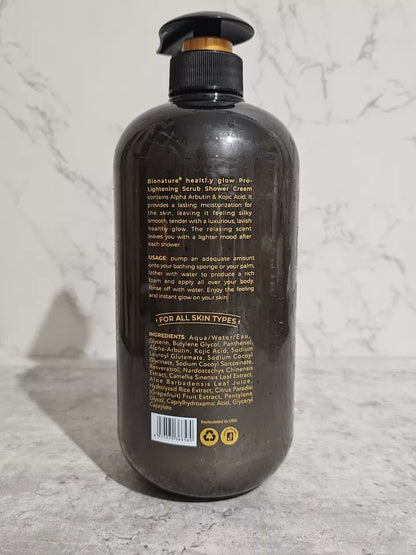 Bionature® healthy glow Pro-
Lightening Scrub Shower Cream
contains Alpha Arbutin & Kojic Acid. it
provides a lasting moisturization for
the skin, leaving it feeling silky
smooth, tender with a luxurious, lavish
healthy glow. The relaxing scent
leaves you with a lighter mood after
each shower.
USAGE: pump an adequate amount
onto your bathing sponge or your palm,
lather with water to produce a rich
foam and apply all over your body.
Rinse off with water. Enjoy the feeling
and instant glow on your skin.
FOR ALL SKIN TYPES
INGREDIENTS: Aqua/Water/Eau,
Glycerine, Butylene Glycol, Panthenol,
Alpha-Arbutin, Kojic Acid, Sodium
Lauroyl Glutamate, Sodium Cocoyl
Glycinate, Sodium Cocoyl Sarcosinate,
Resveratrol, Nardostachys Chinensis
Extract, Camellia Sinensis Leaf Extract,
Aloe Barbadensis Leaf Juice,
Hydrolyzed Rice Extract, Citrus Paradisi
(Grapefruit) Fruit Extract, Pentylene
Glycol, Caprylhydroxamic Acid, Glyceryl
Caprylate.
Formulated in USA